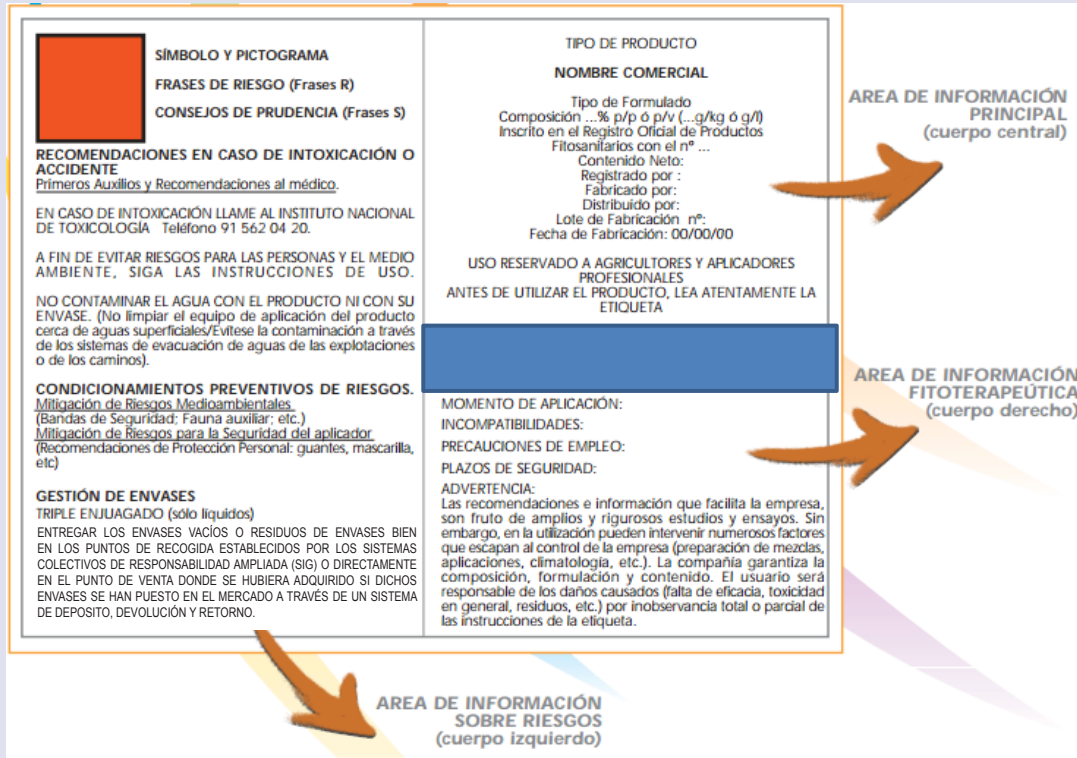 SÍMBOLO Y PICTOGRAMA
FRASES DE RIESGO (Frases R)
CONSEJOS DE PRUDENCIA (Frases S)
RECOMENDACIONES EN CASO DE INTOXICACIÓN O
ACCIDENTE
Primeros Auxilios y Recomendaciones al médico.
EN CASO DE INTOXICACIÓN LLAME AL INSTITUTO NACIONAL
DE TOXICOLOGÍA Teléfono 91 562 04 20.
A FIN DE EVITAR RIESGOS PARA LAS PERSONAS Y EL MEDIO
AMBIENTE, SIGA LAS INSTRUCCIONES DE USO.
NO CONTAMINAR EL AGUA CON EL PRODUCTO NI CON SU
ENVASE. (No limpiar el equipo de aplicación del producto
cerca de aguas superficiales/Evítese la contaminación a través
de los sistemas de evacuación de aguas de las explotaciones
o de los caminos).
CONDICIONAMIENTOS PREVENTIVOS DE RIESGOS.
Mitigación de Riesgos Medioambientales
(Bandas de Seguridad; Fauna auxiliar; etc.)
Mitigación de Riesgos para la Seguridad del aplicador
(Recomendaciones de Protección Personal: guantes, mascarilla,
etc)
GESTIÓN DE ENVASES
TRIPLE ENJUAGADO (sólo líquidos)
ENTREGAR LOS ENVASES VACÍOS O RESIDUOS DE ENVASES BIEN
EN LOS PUNTOS DE RECOGIDA ESTABLECIDOS POR LOS SISTEMAS
COLECTIVOS DE RESPONSABILIDAD AMPLIADA (SIG) O DIRECTAMENTE
EN EL PUNTO DE VENTA DONDE SE HUBIERA ADQUIRIDO SI DICHOS
ENVASES SE HAN PUESTO EN EL MERCADO A TRAVÉS DE UN SISTEMA
DE DEPOSITO, DEVOLUCIÓN Y RETORNO.
TIPO DE PRODUCTO
NOMBRE COMERCIAL
Tipo de Formulado
Composición ...% p/p ó p/v (...g/kg ó g/l)
Inscrito en el Registro Oficial de Productos
Fitosanitarios con el nº ...
Contenido Neto:
Registrado por :
Fabricado por:
Distribuido por:
Lote de Fabricación nº:
Fecha de Fabricación: 00/00/00
USO RESERVADO A AGRICULTORES Y APLICADORES
PROFESIONALES
ANTES DE UTILIZAR EL PRODUCTO, LEA ATENTAMENTE LA
ETIQUETA
MOMENTO DE APLICACIÓN:
INCOMPATIBILIDADES:
PRECAUCIONES DE EMPLEO:
PLAZOS DE SEGURIDAD:
ADVERTENCIA:
Las recomendaciones e información que facilita la empresa,
son fruto de amplios y rigurosos estudios y ensayos. Sin
embargo, en la utilización pueden intervenir numerosos factores
que escapan al control de la empresa (preparación de mezclas,
aplicaciones, climatología, etc.). La compañía garantiza la
composición, formulación y contenido. El usuario será
responsable de los daños causados (falta de eficacia, toxicidad
en general, residuos, etc.) por inobservancia total o parcial de
las instrucciones de la etiqueta.
AREA DE INFORMACIÓN
PRINCIPAL
(cuerpo central)
AREA DE INFORMACIÓN
FITOTERAPEÚTICA
(cuerpo derecho)
AREA DE INFORMACIÓN
SOBRE RIESGOS
(cuerpo izquierdo)